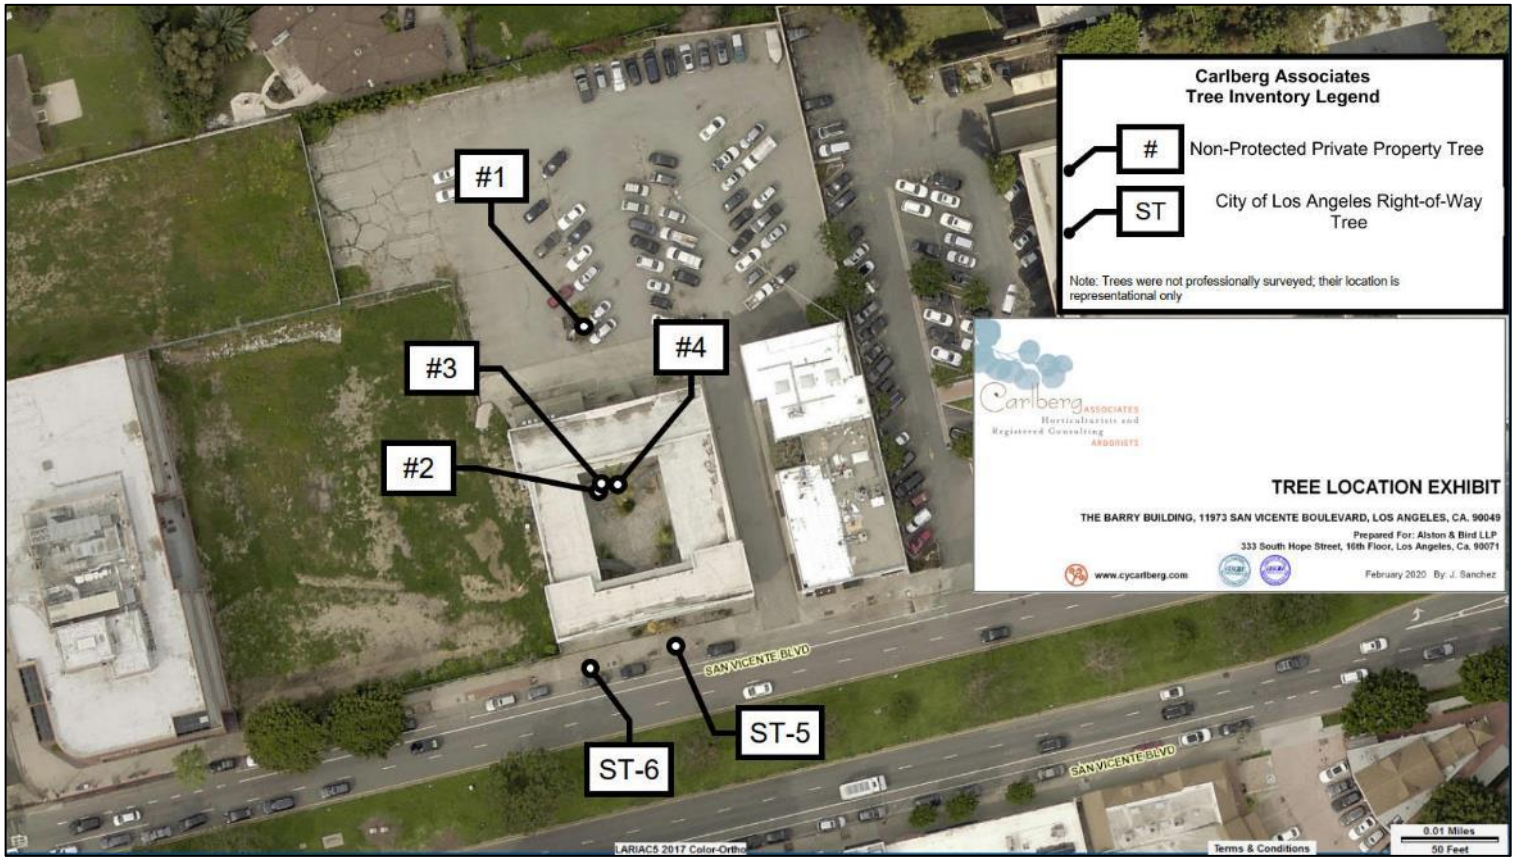 Carlberg Associates
Tree Inventory Legend
# Non-Protected Private Property Tree
ST City of Los Angeles Right-of-Way
Tree
Note: Trees were not professionally surveyed; their location is
representational only
#1
#3
#4
#2
ST-5
ST-6
SAN VICENTE BLVD
SAN VICENTE BLVD
Carlberg ASSOCIATES
Horticulturists and
Registered Consulting
ARBORISTS
TREE LOCATION EXHIBIT
THE BARRY BUILDING, 11973 SAN VICENTE BOULEVARD, LOS ANGELES, CA. 90049
Prepared For: Alston & Bird LLP
333 South Hope Street, 16th Floor, Los Angeles, Ca. 90071
www.cycarlberg.com
February 2020 By: J. Sanchez
LARIAC5 2017 Color-Ortho
Terms & Conditions
0.01 Miles
50 Feet